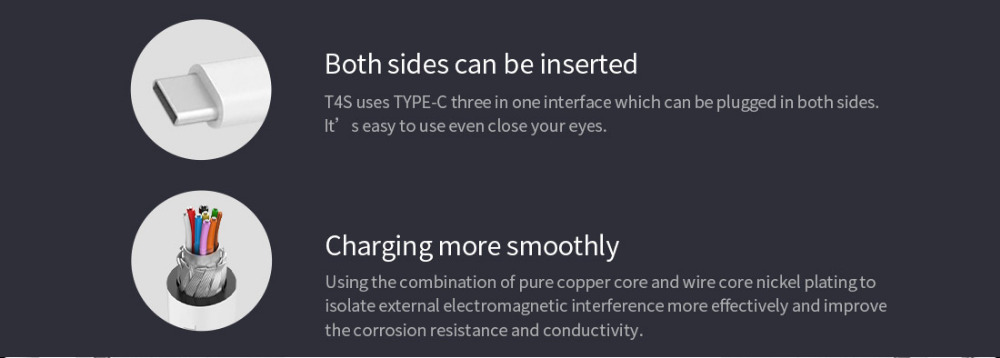 Both sides can be inserted
T4S uses TYPE-C three in one interface which can be plugged in both sides.
It’s easy to use even close your eyes.
Charging more smoothly
Using the combination of pure copper core and wire core nickel plating to
isolate external electromagnetic interference more effectively and improve
the corrosion resistance and conductivity.